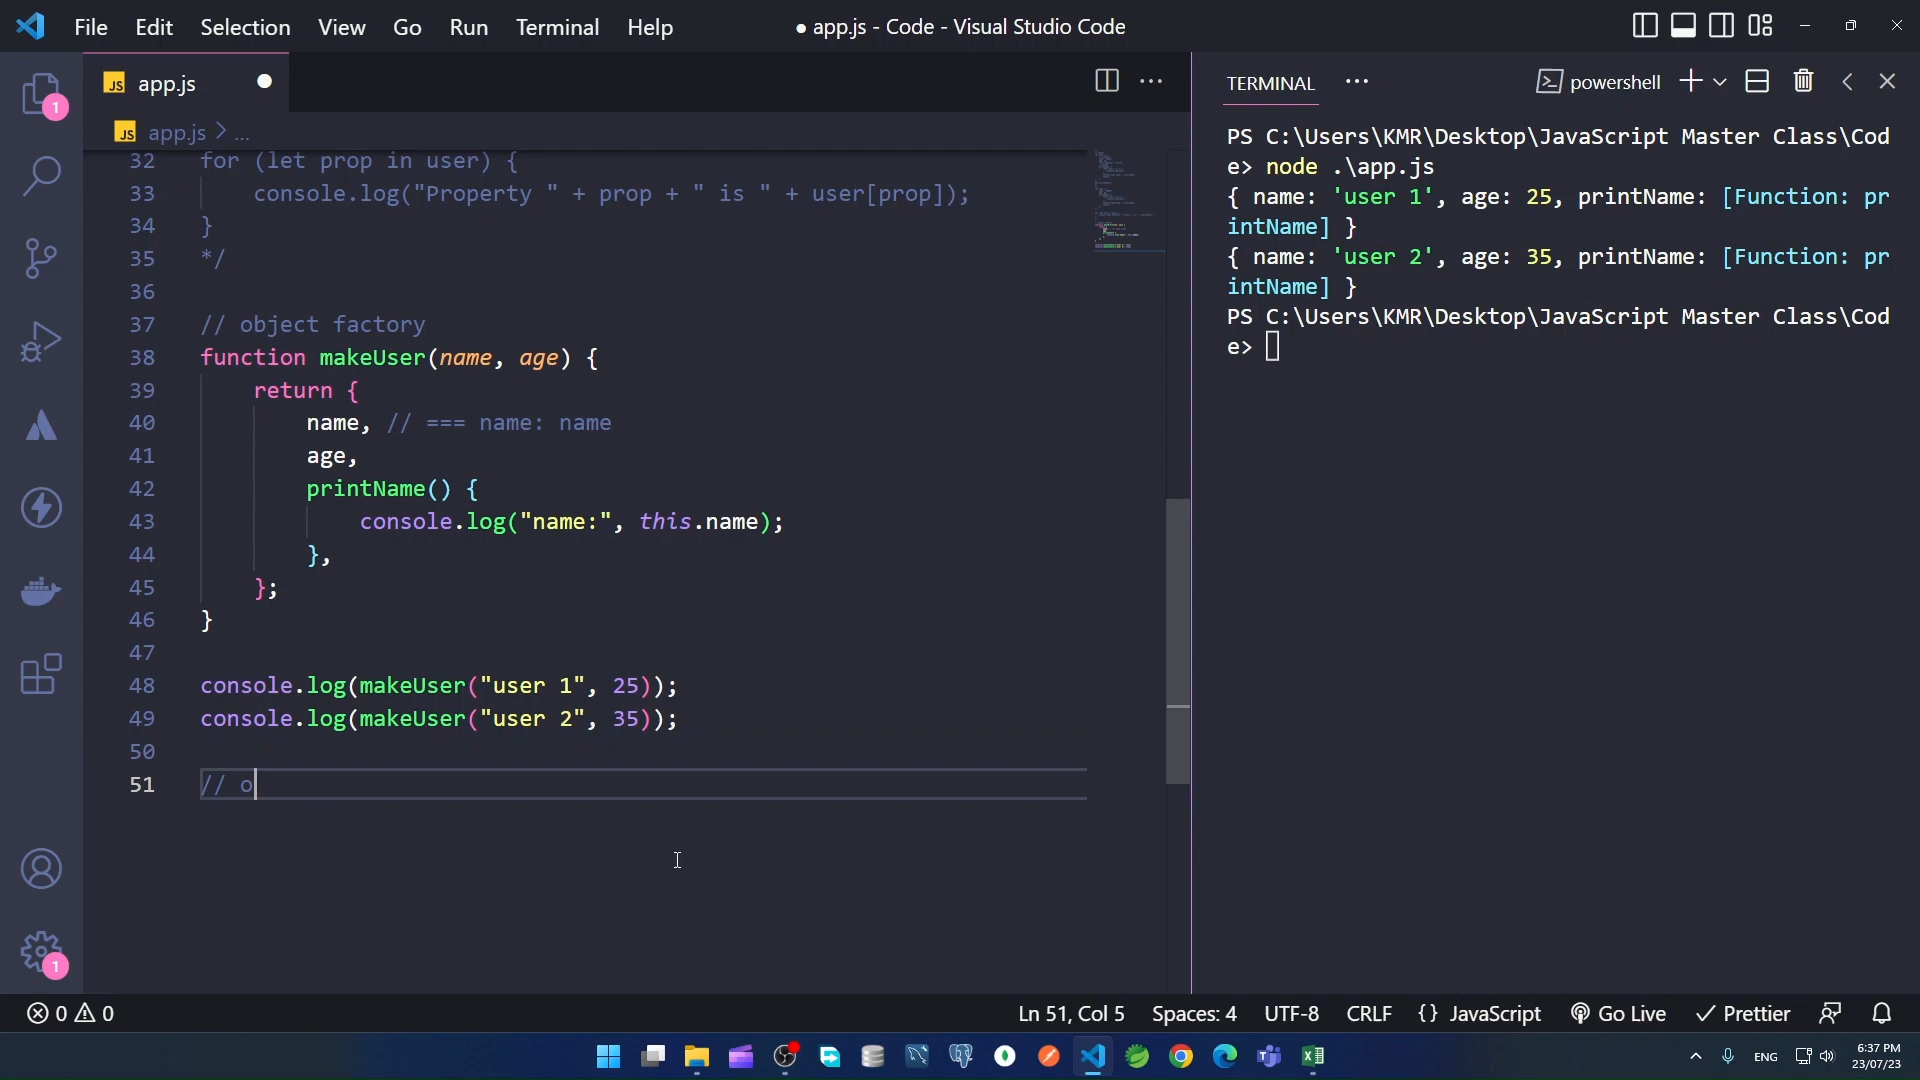 File Edit Selection View Go Run Terminal Help
● app.js - Code - Visual Studio Code
JS app.js
JS app.js > ...
32 for (let prop in user) {
33 console.log("Property " + prop + " is " + user[prop]);
34 }
35 */
36
37 // object factory
38 function makeUser(name, age) {
39 return {
40 name, // === name: name
41 age,
42 printName() {
43 console.log("name:", this.name);
44 },
45 };
46 }
47
48 console.log(makeUser("user 1", 25));
49 console.log(makeUser("user 2", 35));
50
51 // o
1
1
TERMINAL ... powershell
PS C:\Users\KMR\Desktop\JavaScript Master Class\Cod
e> node .\app.js
{ name: 'user 1', age: 25, printName: [Function: pr
intName] }
{ name: 'user 2', age: 35, printName: [Function: pr
intName] }
PS C:\Users\KMR\Desktop\JavaScript Master Class\Cod
e>
0 0 Ln 51, Col 5 Spaces: 4 UTF-8 CRLF {} JavaScript Go Live Prettier
ENG
6:37 PM
23/07/23